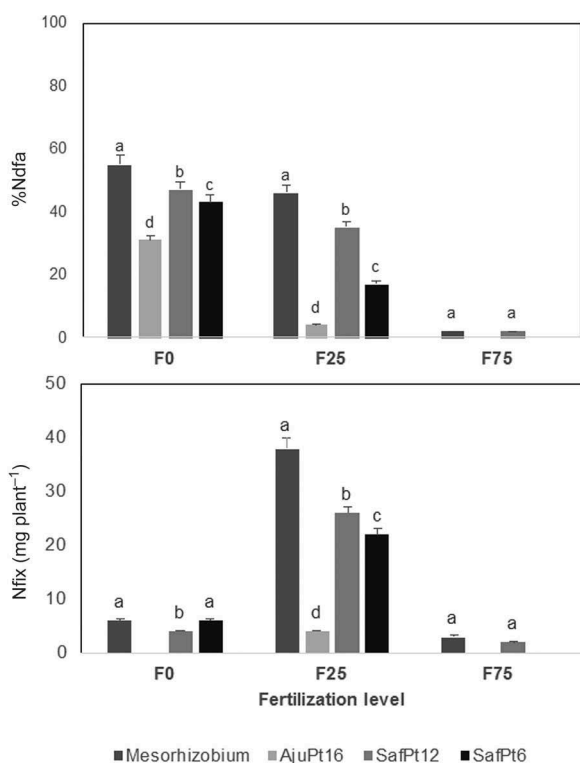 100
80
60
40
20
0
%Ndfa
a
d
b
c
a
d
b
c
a
a
F0
F25
F75
50
40
30
20
10
0
Nfix (mg plant⁻¹)
a
b
a
a
d
b
c
a
a
F0
F25
F75
Fertilization level
Mesorhizobium AjuPt16 SafPt12 SafPt6